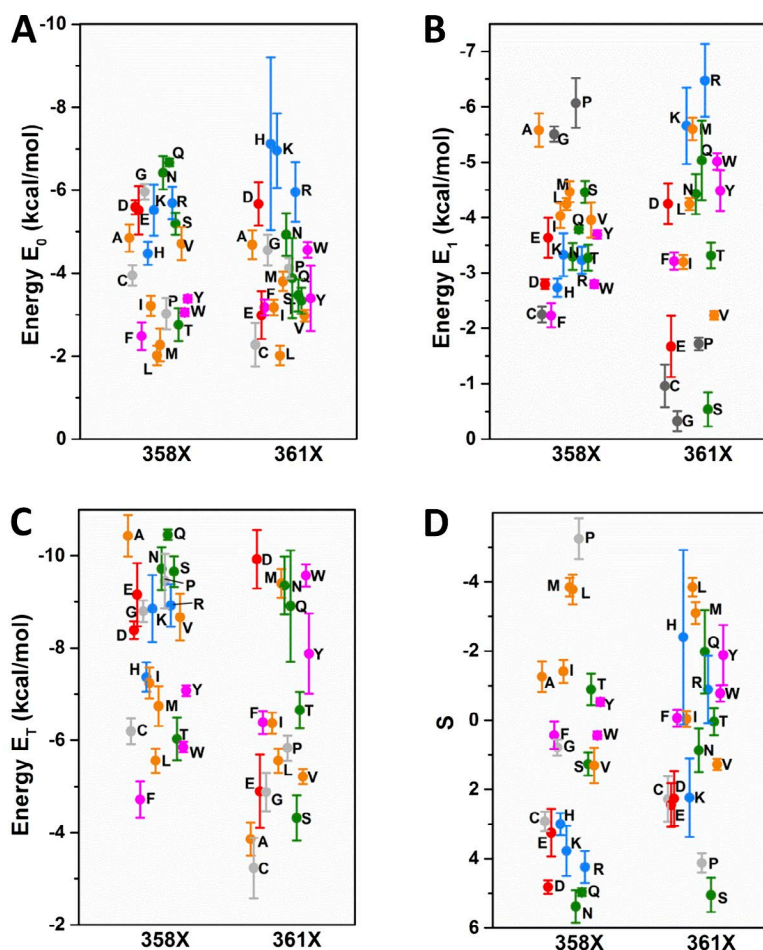 A
Energy E0 (kcal/mol)
-10
-8
-6
-4
-2
0
Q
G
N
D
E
K
R
A
S
V
H
C
I
P
Y
W
F
T
M
L
H
K
D
R
N
A
G
W
P
M
Q
F
S
Y
E
I
V
C
L
358X
361X
B
Energy E1 (kcal/mol)
-7
-6
-5
-4
-3
-2
-1
0
P
A
G
M
S
L
I
V
Q
E
Y
K
N
T
R
D
H
W
C
F
R
K
M
Q
W
N
Y
D
L
T
F
I
V
E
P
C
S
G
358X
361X
C
Energy ET (kcal/mol)
-10
-8
-6
-4
-2
A
Q
N
S
P
E
G
K
R
D
V
H
I
Y
M
C
T
W
L
F
D
M
N
W
Q
Y
T
F
I
P
L
V
E
G
S
A
C
358X
361X
D
S
-4
-2
0
2
4
6
P
M
L
I
A
T
Y
F
W
G
S
V
C
H
E
K
R
D
Q
N
L
M
H
Q
Y
R
W
F
I
T
N
V
C
D
K
E
P
S
358X
361X